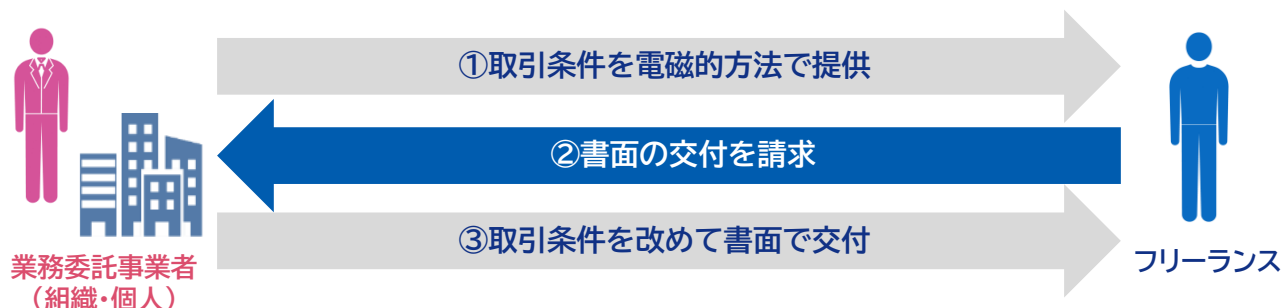 ①取引条件を電磁的方法で提供
②書面の交付を請求
③取引条件を改めて書面で交付
業務委託事業者
（組織・個人）
フリーランス